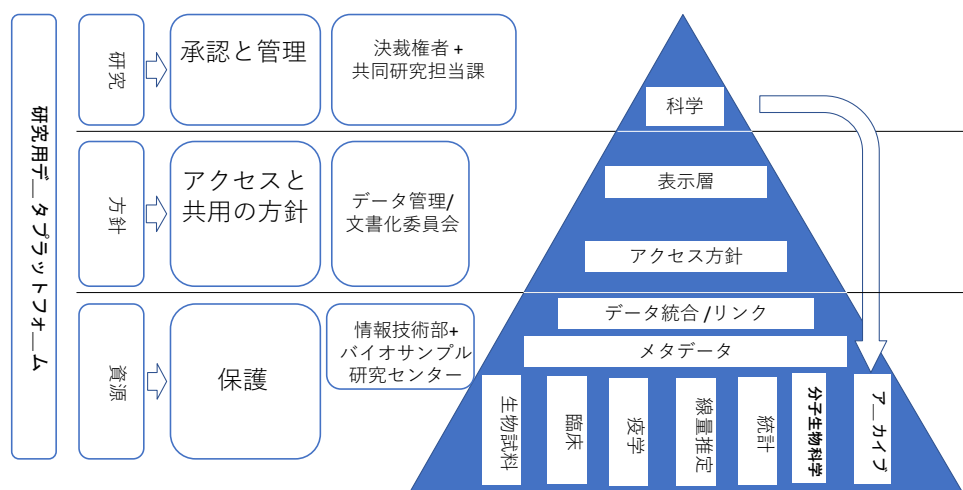 研究用デ__タプラットフォ__ム
研究
承認と管理
決裁権者 +
共同研究担当課
方針
アクセスと
共用の方針
データ管理/
文書化委員会
資源
保護
情報技術部+
バイオサンプル
研究センター
科学
表示層
アクセス方針
データ統合 /リンク
メタデータ
生物試料
臨床
疫学
線量推定
統計
分子生物科学
ア__カイブ